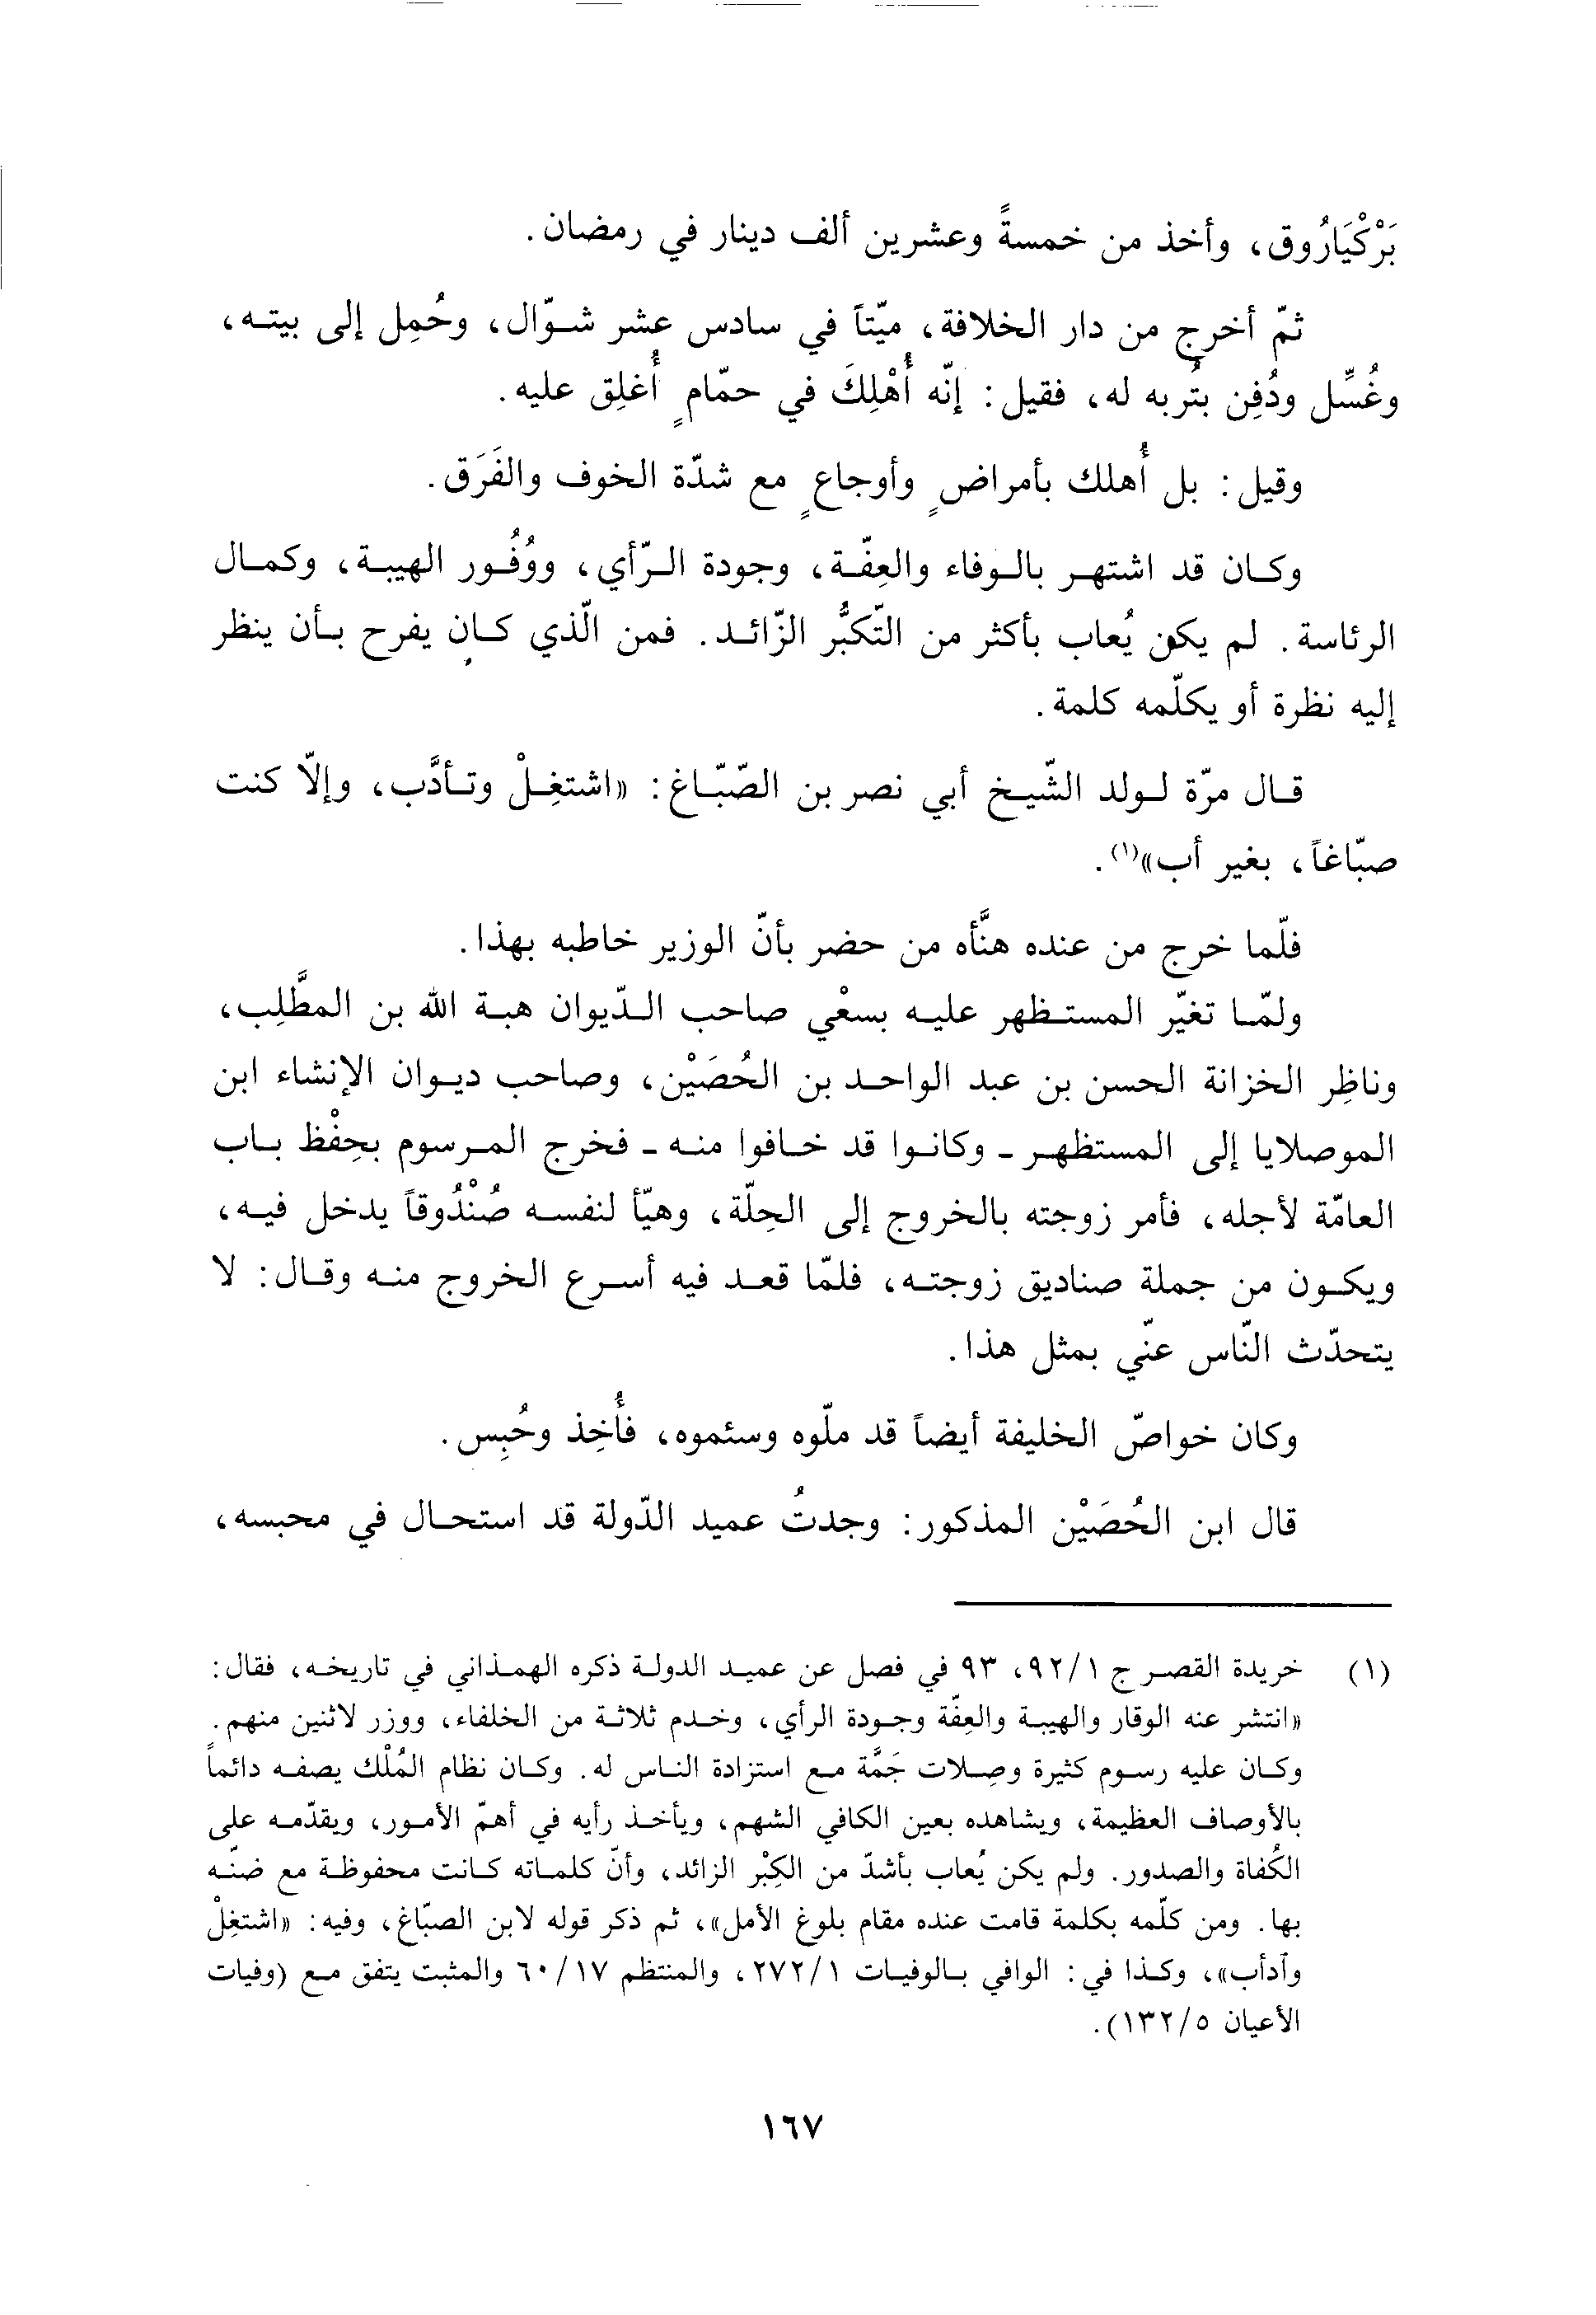 بَرْكْيَارُوق، وأخذ من خمسةً وعشرين ألف دينار في رمضان.
ثمّ أخرج من دار الخلافة، ميّتاً في سادس عشر شوّال، وحُمِل إلى بيته،
وغُسِّل ودُفِن بتُربه له، فقيل: إنّه أُهْلِكَ في حمّامٍ أُغلِق عليه.
وقيل: بل أُهلك بأمراضٍ وأوجاعٍ مع شدّة الخوف والفَرَق.
وكان قد اشتهر بالوفاء والعِفّة، وجودة الرّأي، ووُفُور الهيبة، وكمال
الرئاسة. لم يكن يُعاب بأكثر من التّكبُّر الزّائد. فمن الّذي كان يفرح بأن ينظر
إليه نظرة أو يكلّمه كلمة.
قال مرّة لولد الشّيخ أبي نصر بن الصّبّاغ: «اشتغِلْ وتأدَّب، وإلاّ كنت
صبّاغاً، بغير أب»(١).
فلّما خرج من عنده هنَّأه من حضر بأنّ الوزير خاطبه بهذا.
ولمّا تغيّر المستظهر عليه بسعْي صاحب الدّيوان هبة الله بن المطَّلِب،
وناظِر الخزانة الحسن بن عبد الواحد بن الحُصَيْن، وصاحب ديوان الإنشاء ابن
الموصلايا إلى المستظهر - وكانوا قد خافوا منه - فخرج المرسوم بحِفْظ باب
العامّة لأجله، فأمر زوجته بالخروج إلى الحِلّة، وهيّأ لنفسه صُنْدُوقاً يدخل فيه،
ويكون من جملة صناديق زوجته، فلمّا قعد فيه أسرع الخروج منه وقال: لا
يتحدّث النّاس عنّي بمثل هذا.
وكان خواصّ الخليفة أيضاً قد ملّوه وسئموه، فأُخِذ وحُبِس.
قال ابن الحُصَيْن المذكور: وجدتُ عميد الدّولة قد استحال في محبسه،
(١) خريدة القصر ج ٩٢/١، ٩٣ في فصل عن عميد الدولة ذكره الهمذاني في تاريخه، فقال:
«انتشر عنه الوقار والهيبة والعِفّة وجودة الرأي، وخدم ثلاثة من الخلفاء، ووزر لاثنين منهم.
وكان عليه رسوم كثيرة وصِلات جَمَّة مع استزادة الناس له. وكان نظام المُلْك يصفه دائماً
بالأوصاف العظيمة، ويشاهده بعين الكافي الشهم، ويأخذ رأيه في أهمّ الأمور، ويقدّمه على
الكُفاة والصدور. ولم يكن يُعاب بأشدّ من الكِبْر الزائد، وأنّ كلماته كانت محفوظة مع ضنّه
بها. ومن كلّمه بكلمة قامت عنده مقام بلوغ الأمل»، ثم ذكر قوله لابن الصبّاغ، وفيه: «اشتغِلْ
وآدأب»، وكذا في: الوافي بالوفيات ٢٧٢/١، والمنتظم ٦٠/١٧ والمثبت يتفق مع (وفيات
الأعيان ١٣٢/٥).
١٦٧